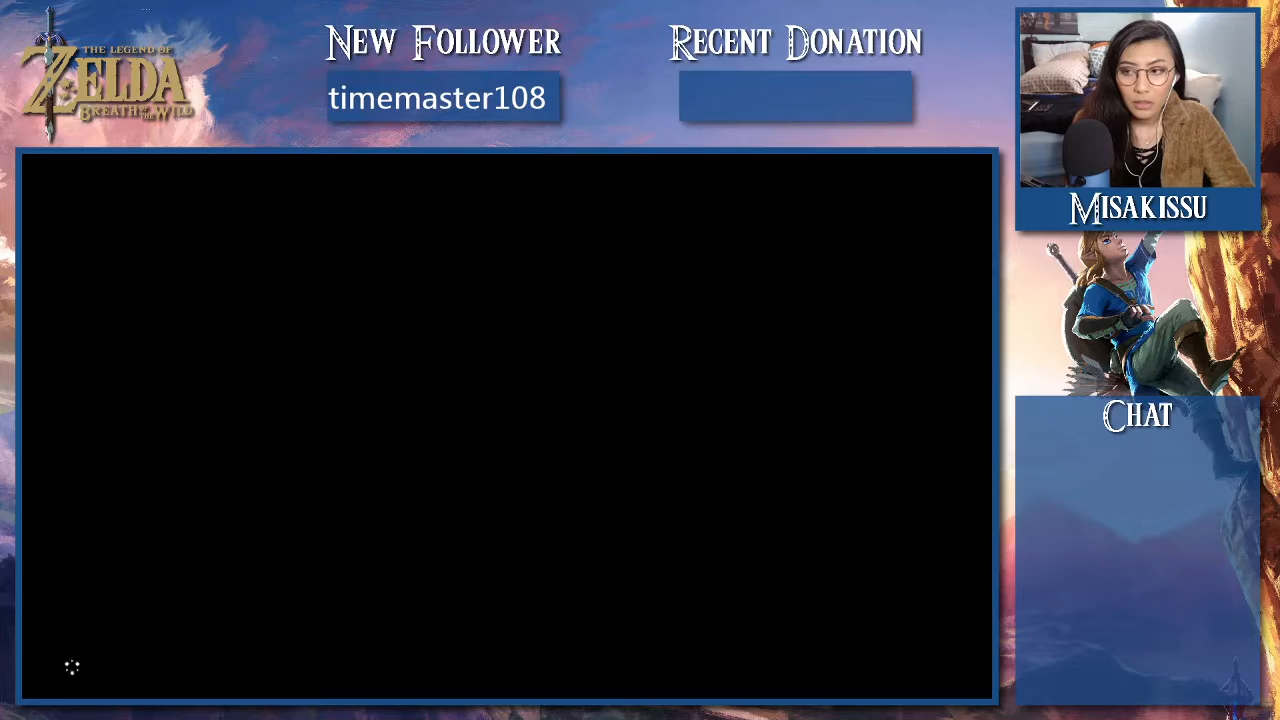 THE LEGEND OF
ZELDA
BREATH OF THE WILD
NEW FOLLOWER
timemaster108
RECENT DONATION
MISAKISSU
CHAT